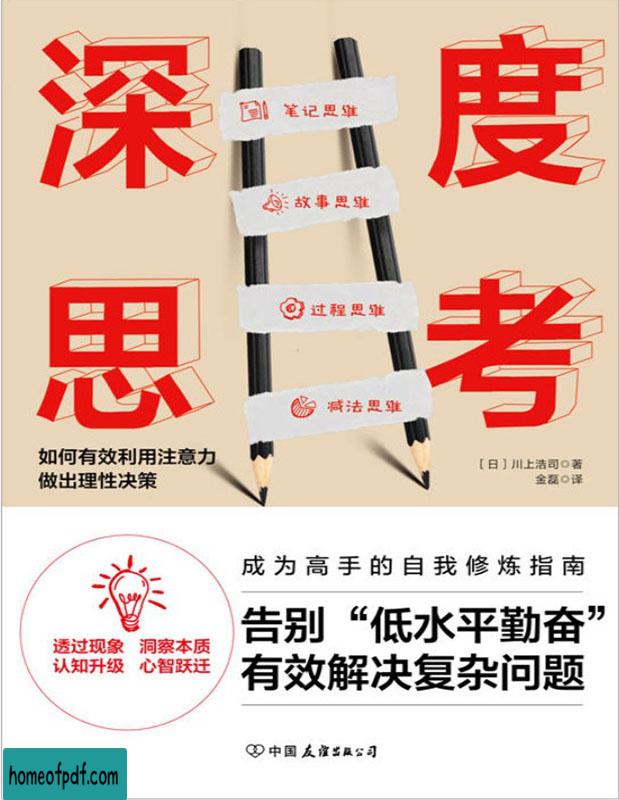 深度
思考
笔记思维
故事思维
过程思维
减法思维
如何有效利用注意力
做出理性决策
［日］川上浩司◎著
金磊◎译
成为高手的自我修炼指南
告别“低水平勤奋”
有效解决复杂问题
透过现象 洞察本质
认知升级 心智跃迁
中国友谊出版公司
homeofpdf.com